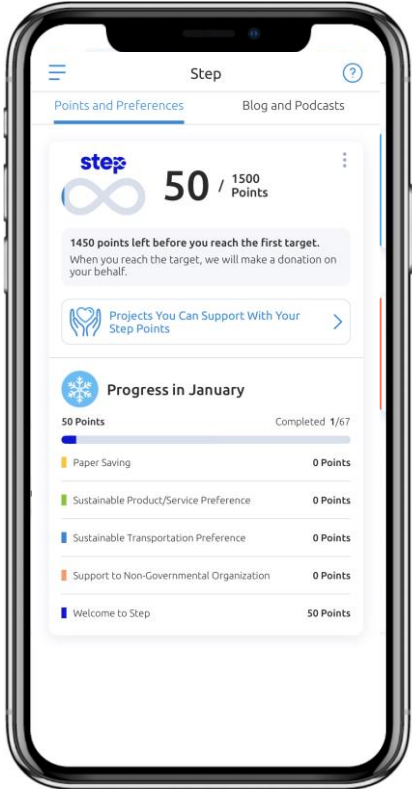 Step
?
Points and Preferences
Blog and Podcasts
step
50 / 1500 Points
1450 points left before you reach the first target.
When you reach the target, we will make a donation on
your behalf.
Projects You Can Support With Your
Step Points
Progress in January
50 Points
Completed 1/67
Paper Saving 0 Points
Sustainable Product/Service Preference 0 Points
Sustainable Transportation Preference 0 Points
Support to Non-Governmental Organization 0 Points
Welcome to Step 50 Points